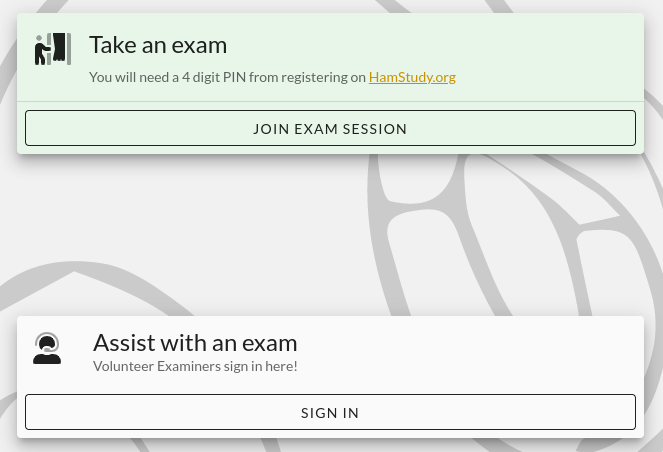 Take an exam
You will need a 4 digit PIN from registering on HamStudy.org
JOIN EXAM SESSION
Assist with an exam
Volunteer Examiners sign in here!
SIGN IN